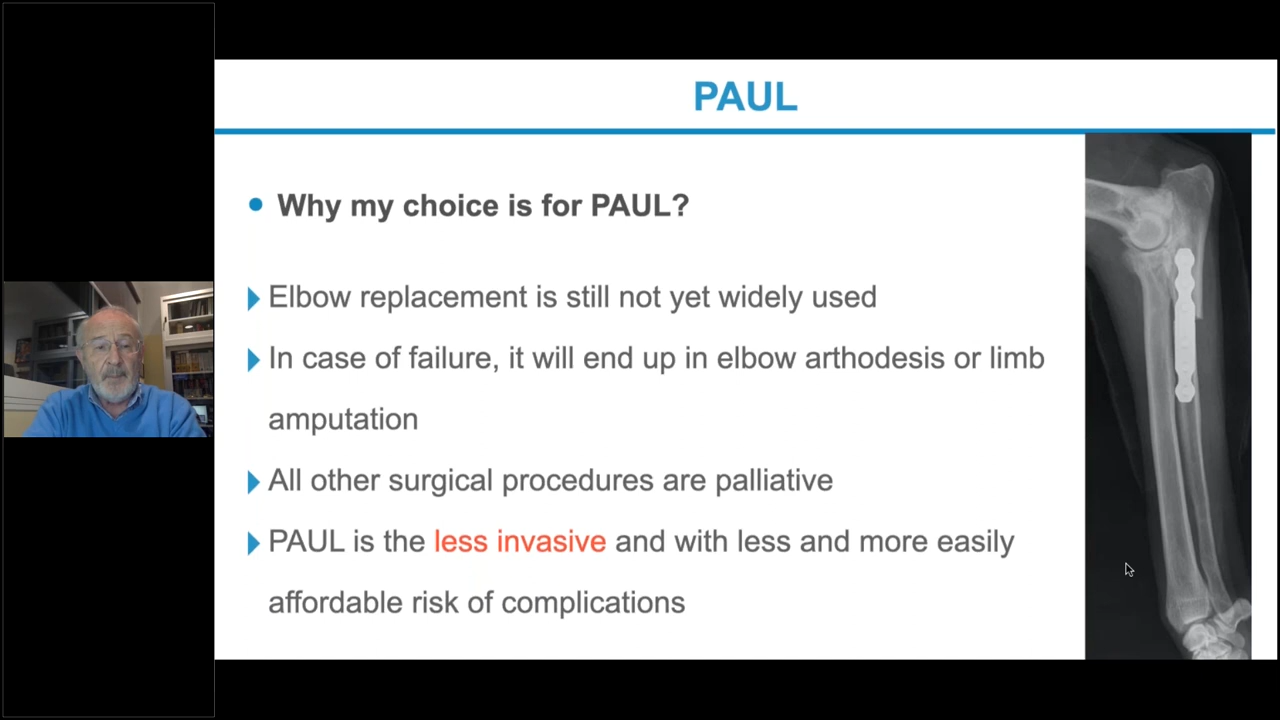 PAUL
Why my choice is for PAUL?
Elbow replacement is still not yet widely used
In case of failure, it will end up in elbow arthodesis or limb
amputation
All other surgical procedures are palliative
PAUL is the less invasive and with less and more easily
affordable risk of complications